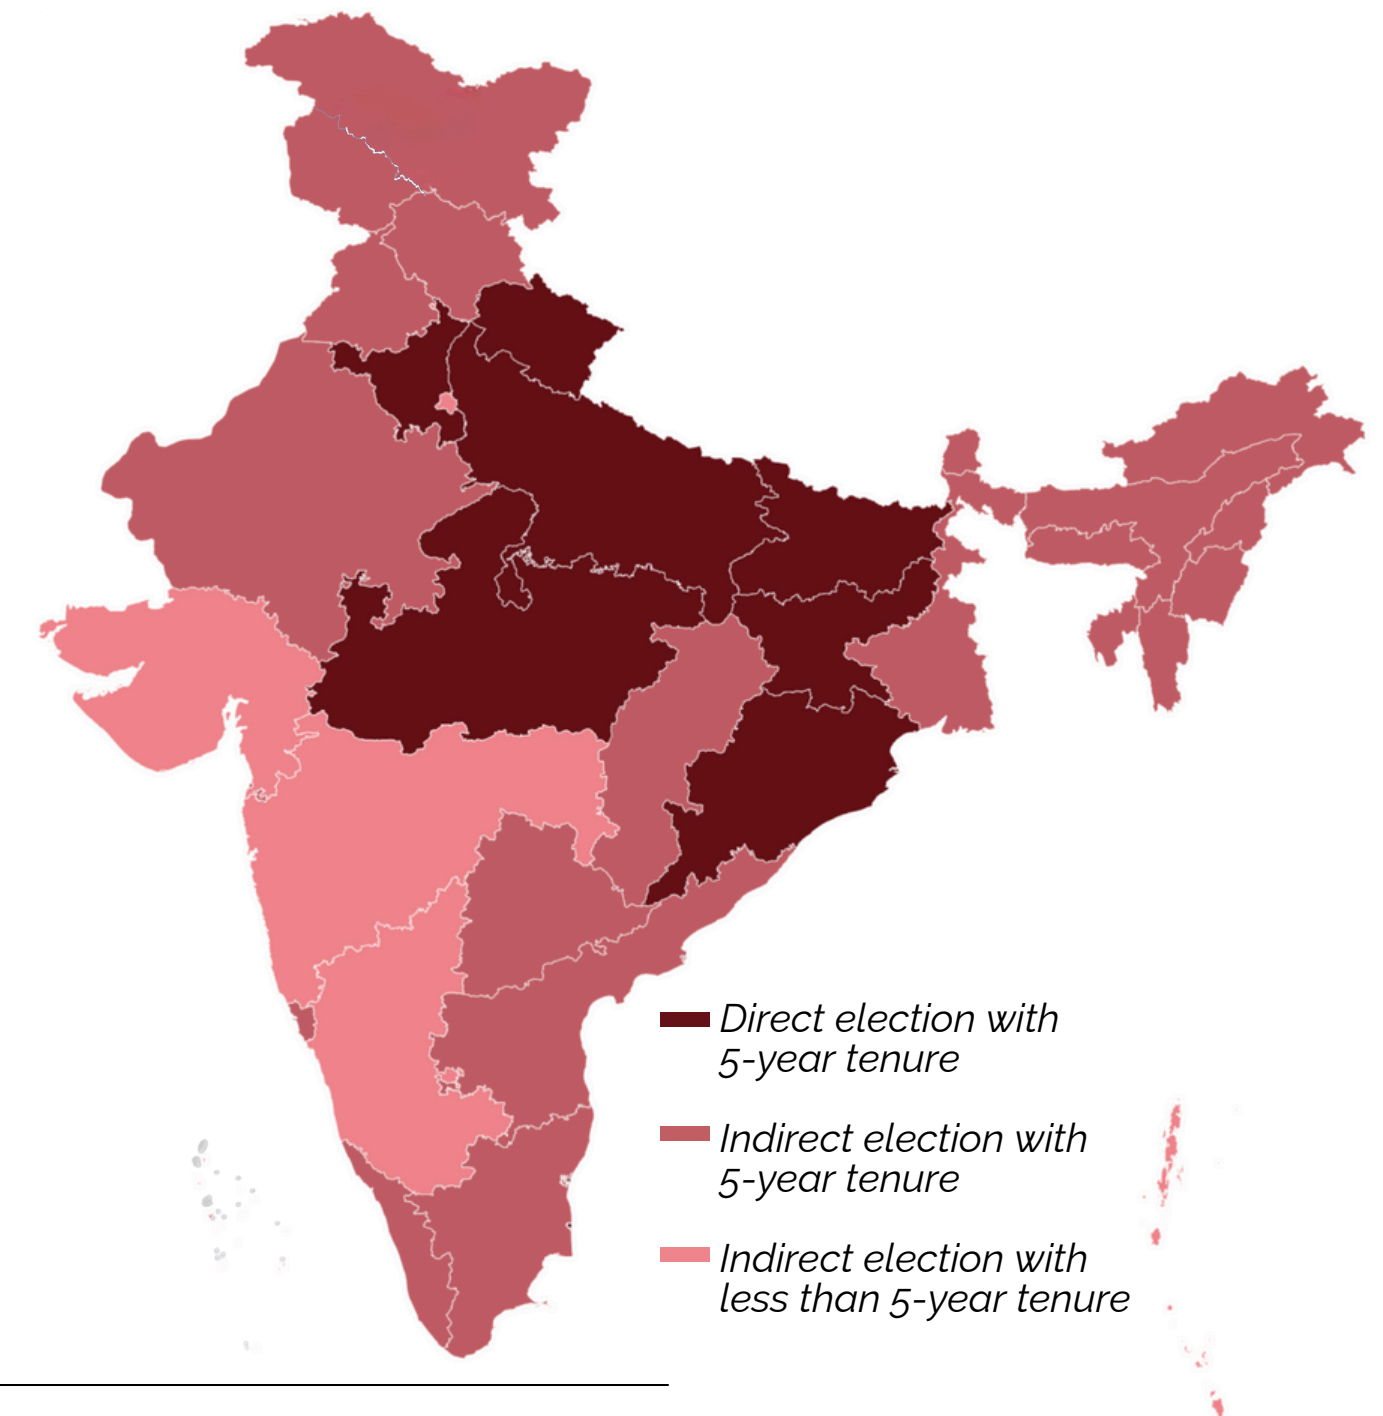 Direct election with
5-year tenure
Indirect election with
5-year tenure
Indirect election with
less than 5-year tenure